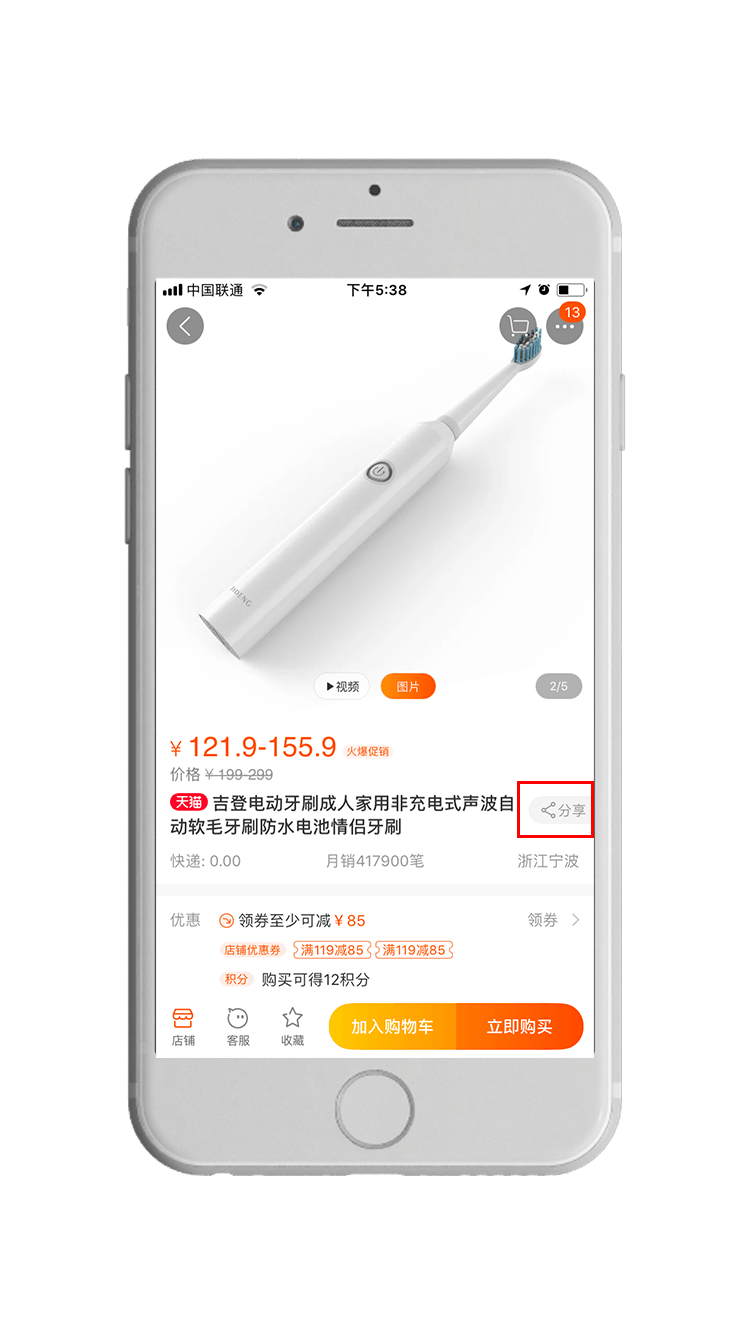 中国联通 下午5:38
13
JIDENG
视频 图片 2/5
¥ 121.9-155.9 火爆促销
价格 ¥ 199-299
天猫 吉登电动牙刷成人家用非充电式声波自
动软毛牙刷防水电池情侣牙刷
分享
快递: 0.00 月销417900笔 浙江宁波
优惠 领券至少可减 ¥ 85 领券
店铺优惠券 满119减85 满119减85
积分 购买可得12积分
店铺 客服 收藏 加入购物车 立即购买